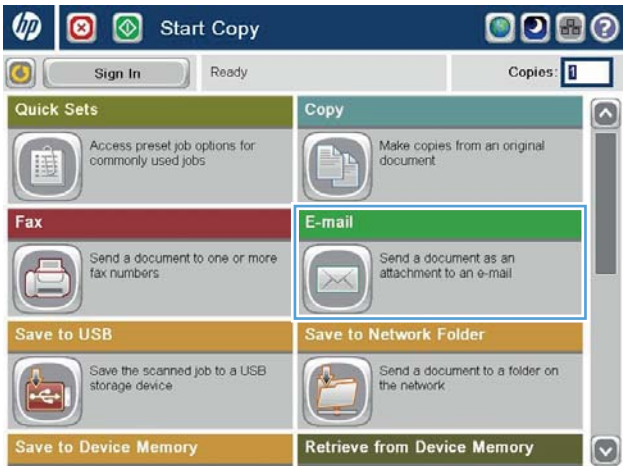 hp
Start Copy
?
Sign In
Ready
Copies: 1
Quick Sets
Copy
Access preset job options for
commonly used jobs
Make copies from an original
document
Fax
E-mail
Send a document to one or more
fax numbers
Send a document as an
attachment to an e-mail
Save to USB
Save to Network Folder
Save the scanned job to a USB
storage device
Send a document to a folder on
the network
Save to Device Memory
Retrieve from Device Memory